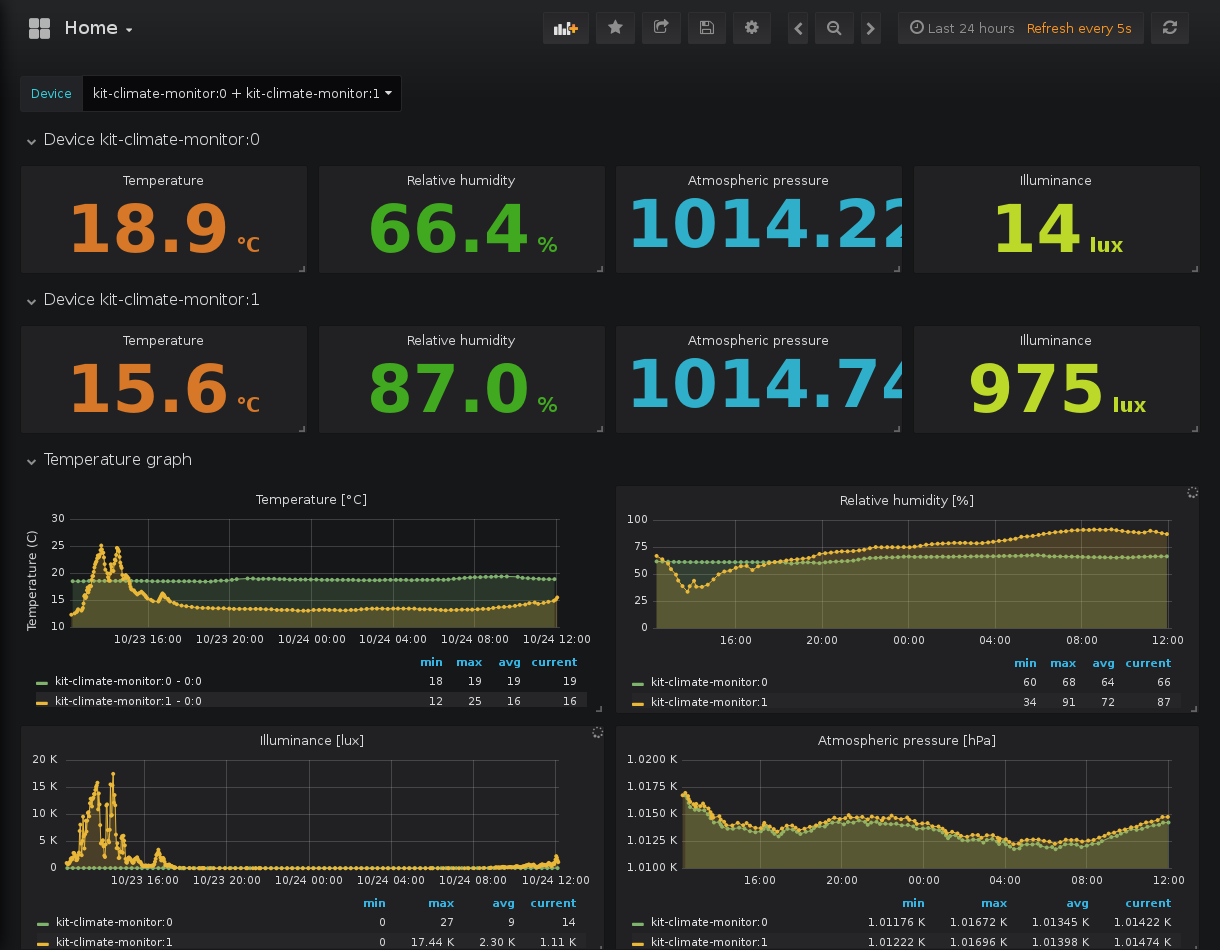 Home
Last 24 hours Refresh every 5s
Device kit-climate-monitor:0 + kit-climate-monitor:1
Device kit-climate-monitor:0
Temperature Relative humidity Atmospheric pressure Illuminance
18.9 °C 66.4 % 1014.22 14 lux
Device kit-climate-monitor:1
Temperature Relative humidity Atmospheric pressure Illuminance
15.6 °C 87.0 % 1014.74 975 lux
Temperature graph
Temperature [°C]
Temperature (C)
30
25
20
15
10
10/23 16:00 10/23 20:00 10/24 00:00 10/24 04:00 10/24 08:00 10/24 12:00
min max avg current
kit-climate-monitor:0 - 0:0 18 19 19 19
kit-climate-monitor:1 - 0:0 12 25 16 16
Relative humidity [%]
100
75
50
25
0
16:00 20:00 00:00 04:00 08:00 12:00
min max avg current
kit-climate-monitor:0 60 68 64 66
kit-climate-monitor:1 34 91 72 87
Illuminance [lux]
20 K
15 K
10 K
5 K
0
10/23 16:00 10/23 20:00 10/24 00:00 10/24 04:00 10/24 08:00 10/24 12:00
min max avg current
kit-climate-monitor:0 0 27 9 14
kit-climate-monitor:1 0 17.44 K 2.30 K 1.11 K
Atmospheric pressure [hPa]
1.0200 K
1.0175 K
1.0150 K
1.0125 K
1.0100 K
16:00 20:00 00:00 04:00 08:00 12:00
min max avg current
kit-climate-monitor:0 1.01176 K 1.01672 K 1.01345 K 1.01422 K
kit-climate-monitor:1 1.01222 K 1.01696 K 1.01398 K 1.01474 K